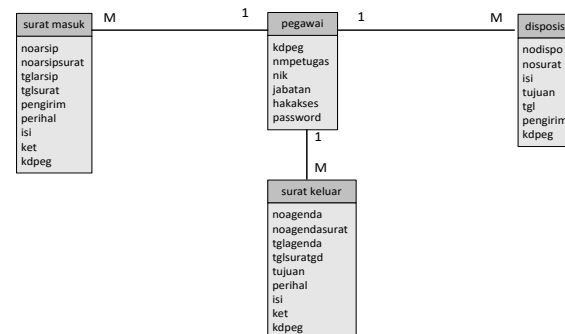 surat masuk
noarsip
noarsipsurat
tglarsip
tglsurat
pengirim
perihal
isi
ket
kdpeg
M
1
pegawai
kdpeg
nmpetugas
nik
jabatan
hakakses
password
1
M
disposis
nodispo
nosurat
isi
tujuan
tgl
pengirim
kdpeg
1
M
surat keluar
noagenda
noagendasurat
tglagenda
tglsuratgd
tujuan
perihal
isi
ket
kdpeg